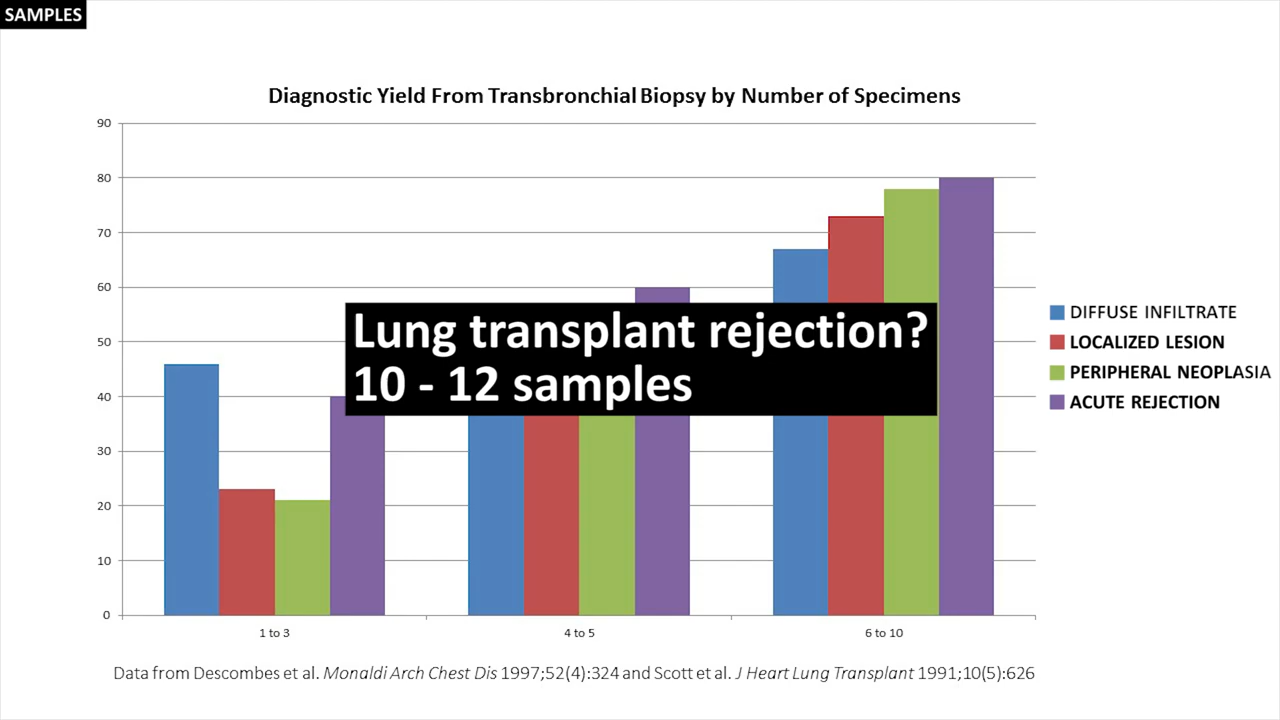 SAMPLES
Diagnostic Yield From Transbronchial Biopsy by Number of Specimens
90
80
70
60
50
40
30
20
10
0
Lung transplant rejection?
10 - 12 samples
DIFFUSE INFILTRATE
LOCALIZED LESION
PERIPHERAL NEOPLASIA
ACUTE REJECTION
1 to 3
4 to 5
6 to 10
Data from Descombes et al. Monaldi Arch Chest Dis 1997;52(4):324 and Scott et al. J Heart Lung Transplant 1991;10(5):626